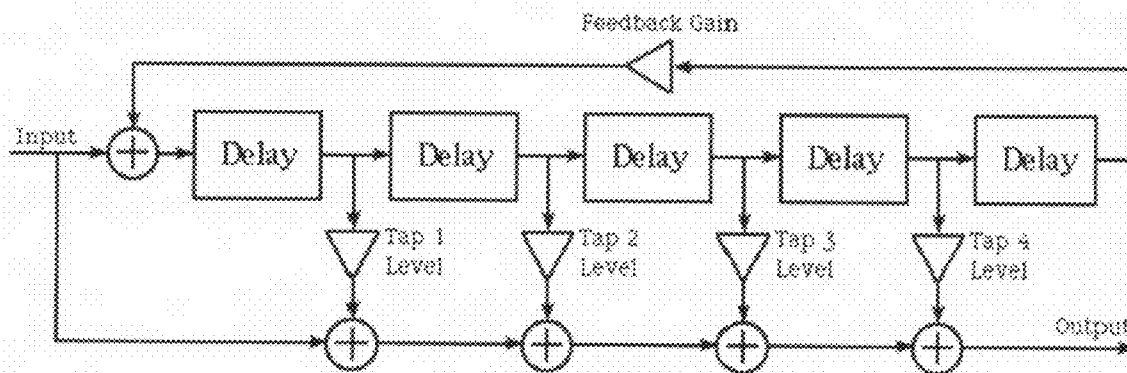 Feedback Gain
Input
Delay
Delay
Delay
Delay
Delay
Tap 1
Level
Tap 2
Level
Tap 3
Level
Tap 4
Level
Output